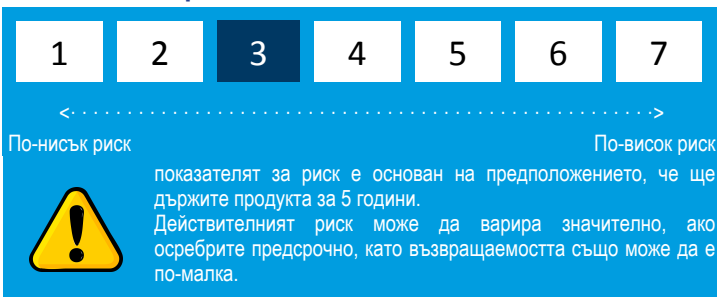 1 2 3 4 5 6 7
<· · · · · · · · · · · · · · · · · · · · · · · · · · · · · · · · · · · · · · · · · · · · · · · · · · · · · ·>
По-нисък риск По-висок риск
показателят за риск е основан на предположението, че ще
държите продукта за 5 години.
Действителният риск може да варира значително, ако
осребрите предсрочно, като възвращаемостта също може да е
по-малка.